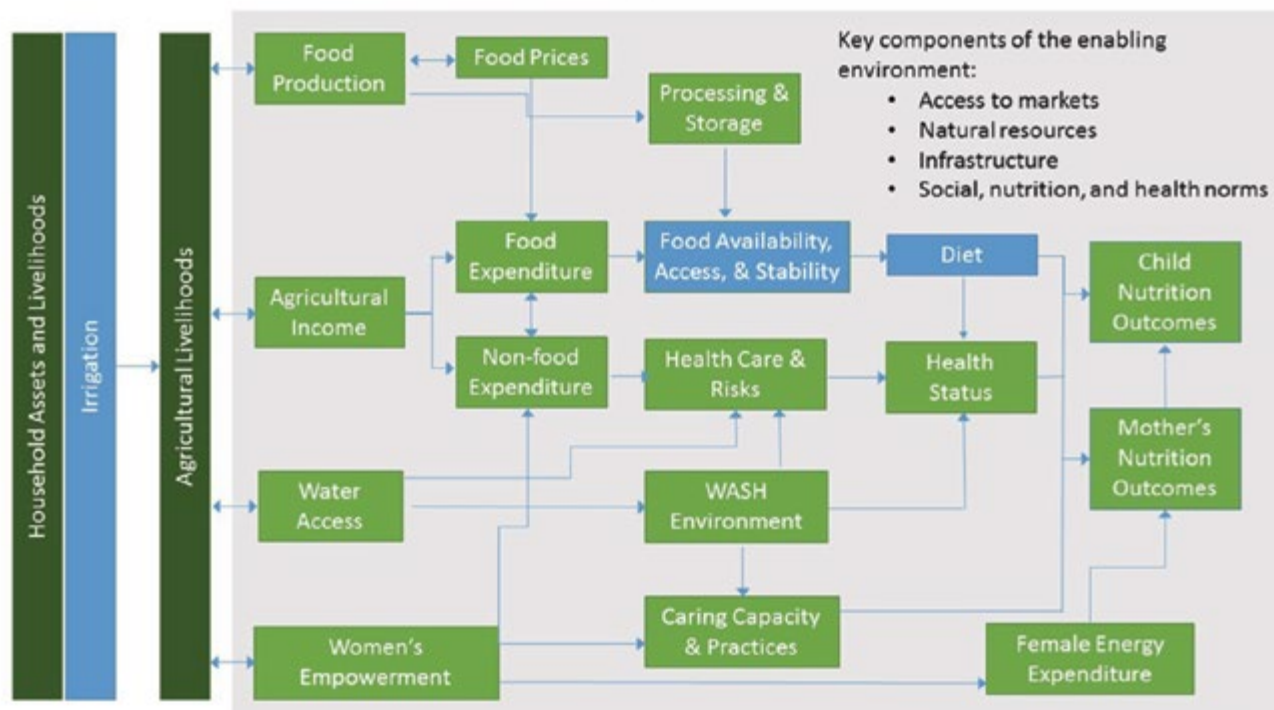 Household Assets and Livelihoods
Irrigation
Agricultural Livelihoods
Food
Production
Food Prices
Processing &
Storage
Key components of the enabling
environment:
• Access to markets
• Natural resources
• Infrastructure
• Social, nutrition, and health norms
Food
Expenditure
Food Availability,
Access, & Stability
Diet
Child
Nutrition
Outcomes
Agricultural
Income
Non-food
Expenditure
Health Care &
Risks
Health
Status
Mother's
Nutrition
Outcomes
Water
Access
WASH
Environment
Caring Capacity
& Practices
Women's
Empowerment
Female Energy
Expenditure